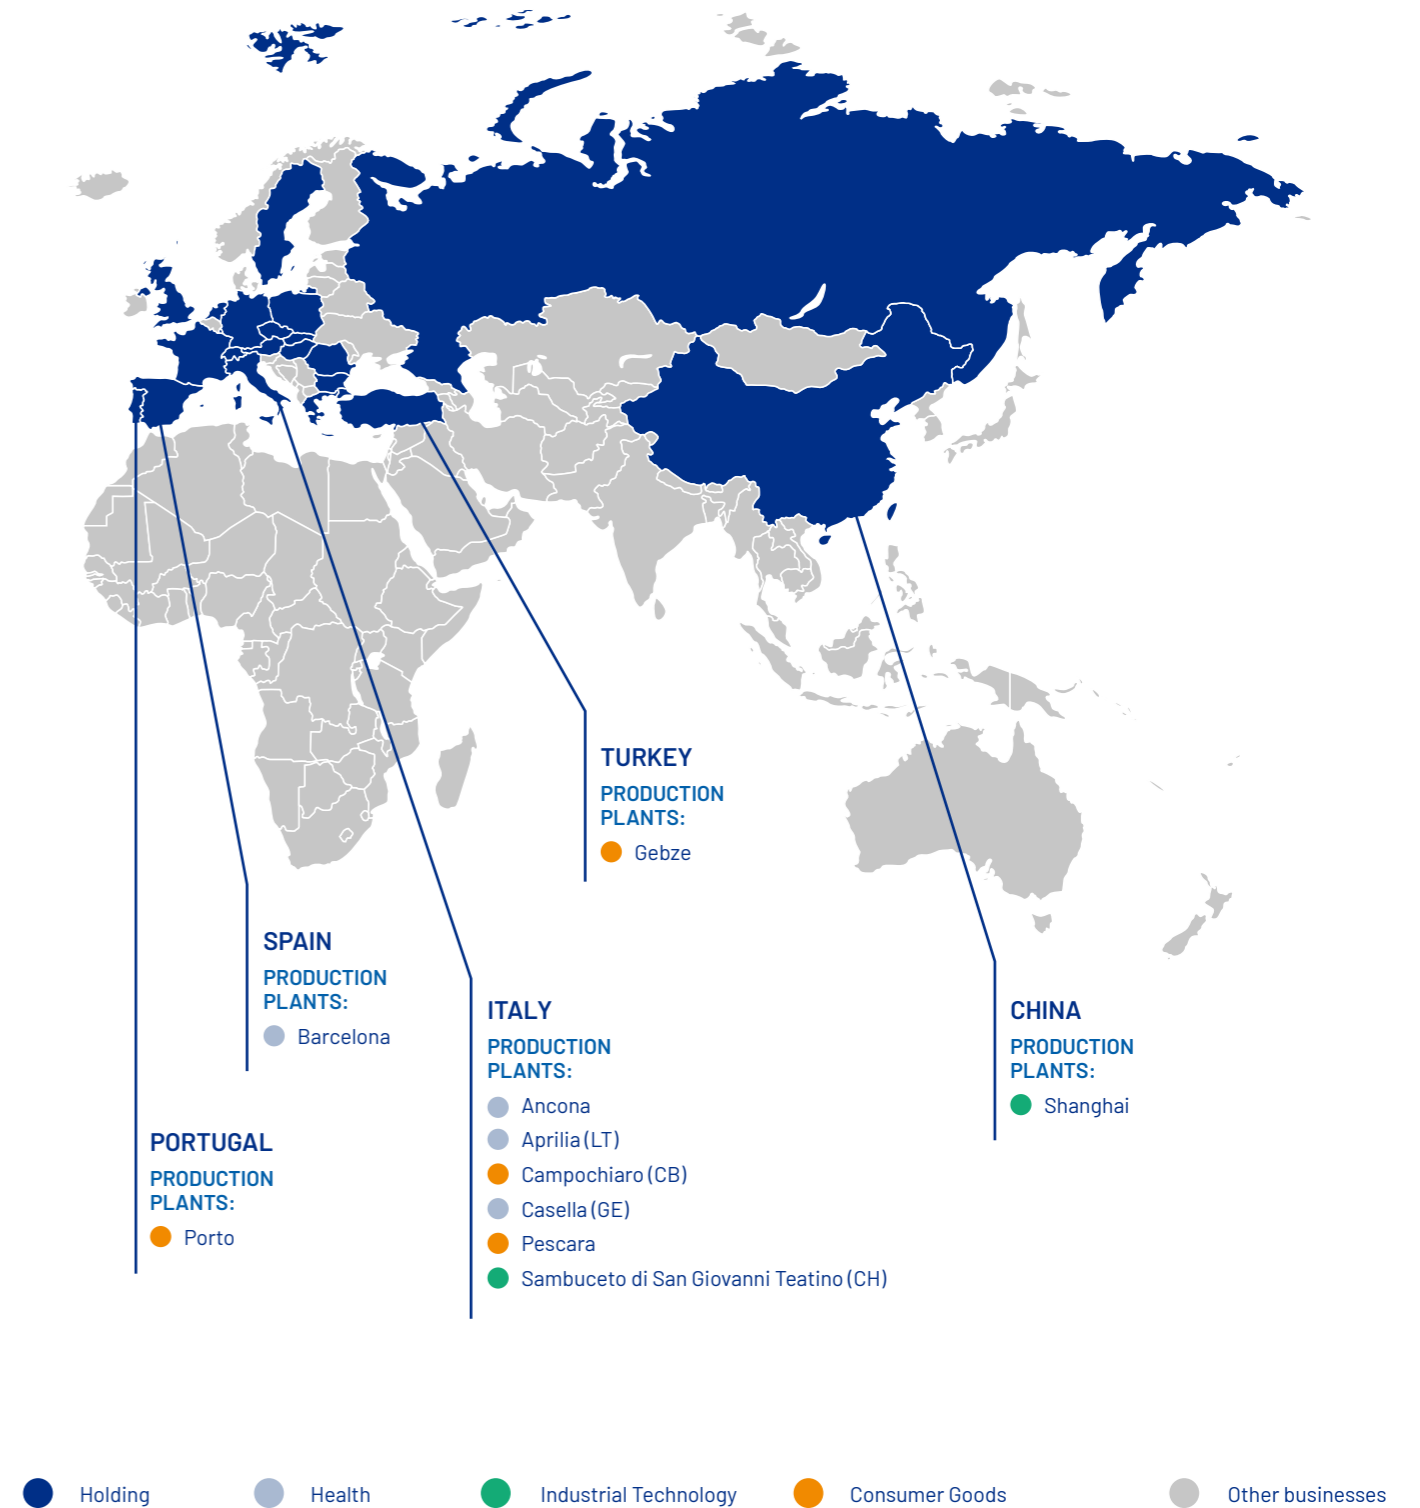 TURKEY
PRODUCTION
PLANTS:
Gebze
SPAIN
PRODUCTION
PLANTS:
Barcelona
ITALY
PRODUCTION
PLANTS:
Ancona
Aprilia (LT)
Campochiaro (CB)
Casella (GE)
Pescara
Sambuceto di San Giovanni Teatino (CH)
CHINA
PRODUCTION
PLANTS:
Shanghai
PORTUGAL
PRODUCTION
PLANTS:
Porto
Holding
Health
Industrial Technology
Consumer Goods
Other businesses